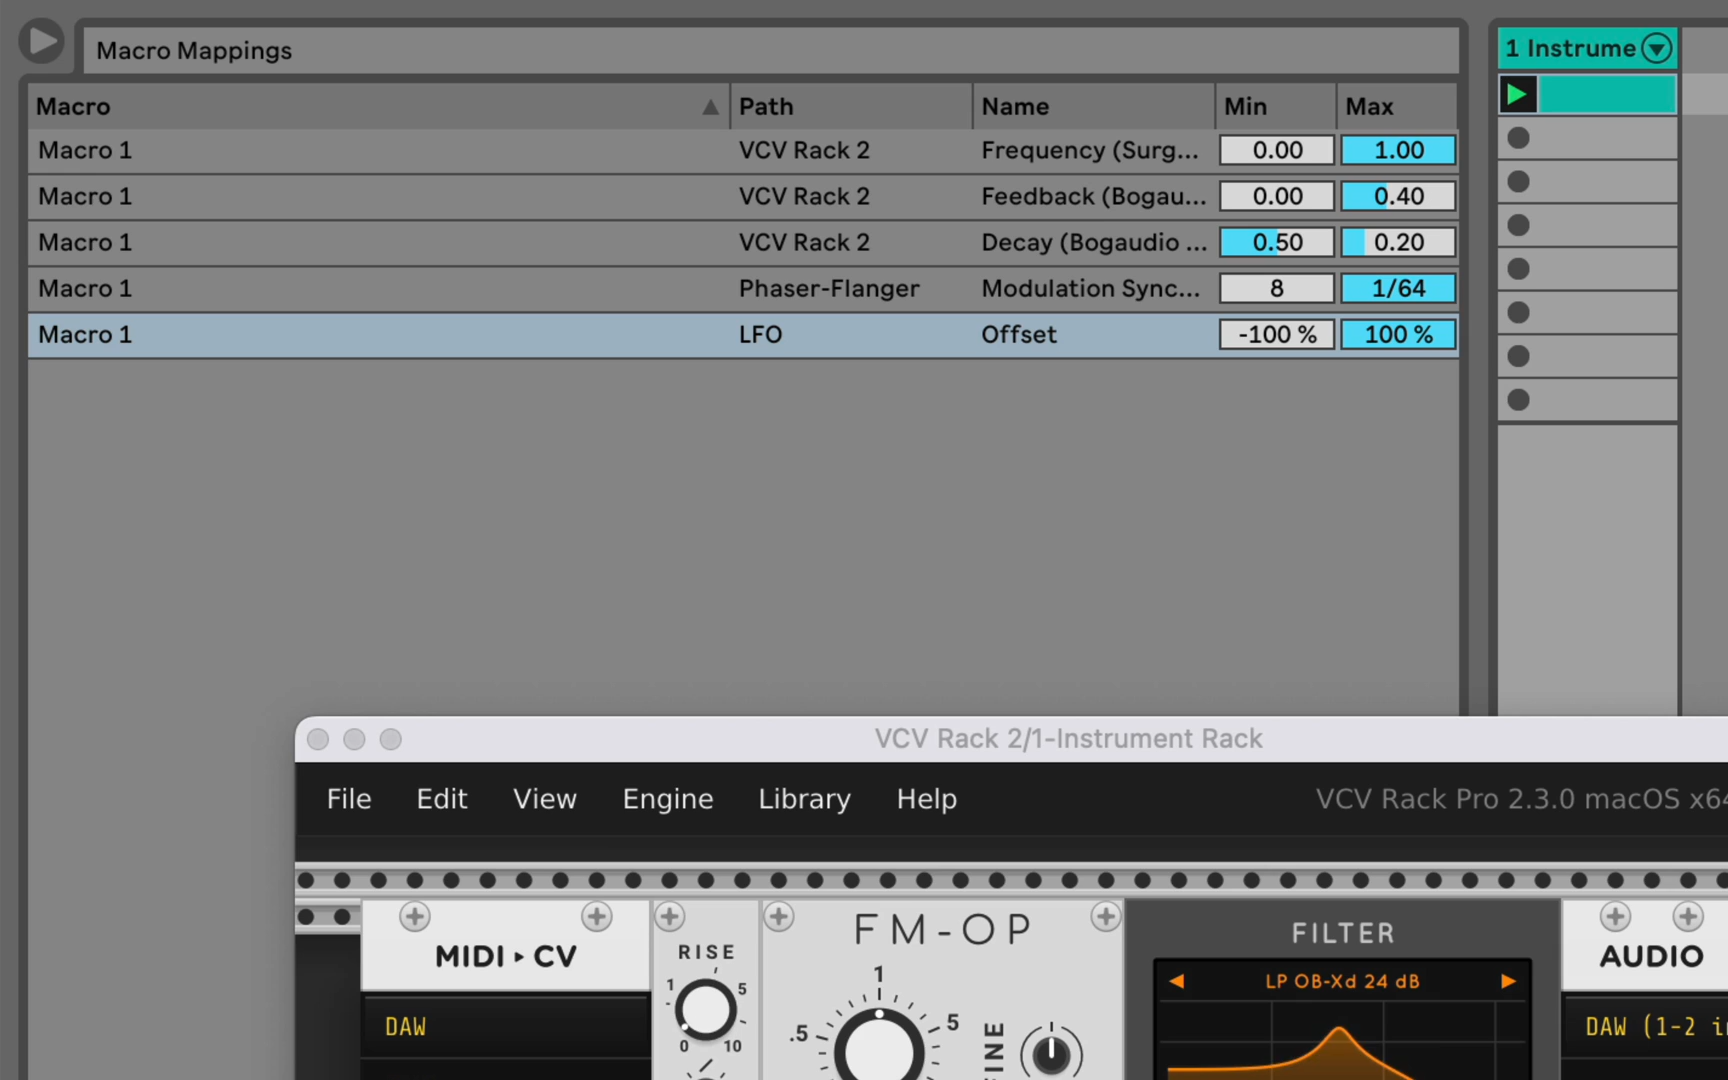 Macro Mappings
1 Instrume
Macro Path Name Min Max
Macro 1 VCV Rack 2 Frequency (Surg... 0.00 1.00
Macro 1 VCV Rack 2 Feedback (Bogau... 0.00 0.40
Macro 1 VCV Rack 2 Decay (Bogaudio ... 0.50 0.20
Macro 1 Phaser-Flanger Modulation Sync... 8 1/64
Macro 1 LFO Offset -100 % 100 %
VCV Rack 2/1-Instrument Rack
File Edit View Engine Library Help VCV Rack Pro 2.3.0 macOS x64
MIDI ▸ CV
DAW
RISE
1 5
0 10
FM-OP
1
.5 5
INE
FILTER
◀ LP OB-Xd 24 dB ▶
AUDIO
DAW (1-2 i